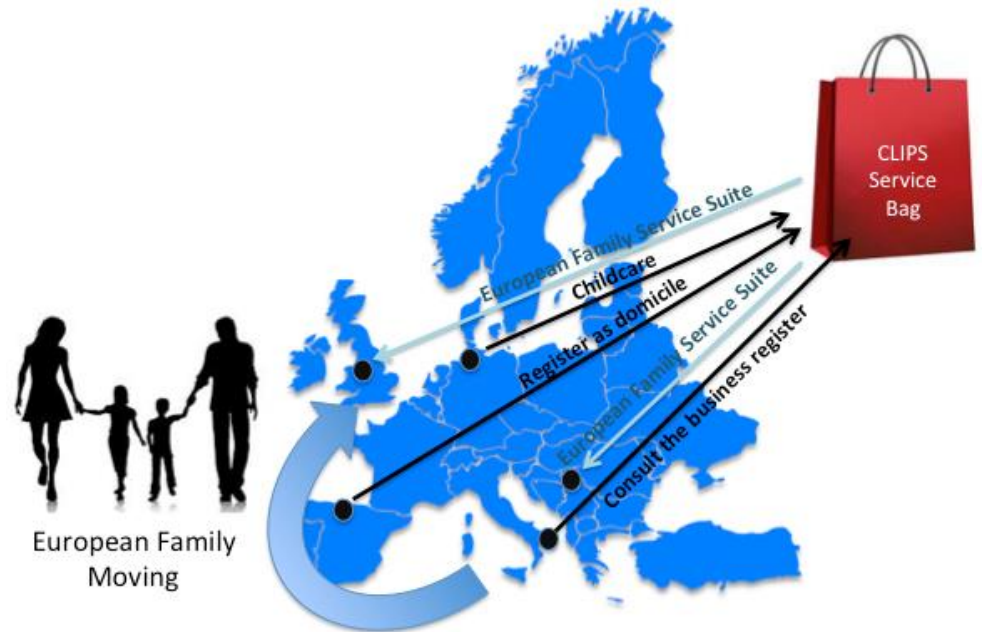 CLIPS
Service
Bag
European Family Service Suite
Childcare
Register as domicile
European Family Service Suite
Consult the business register
European Family
Moving